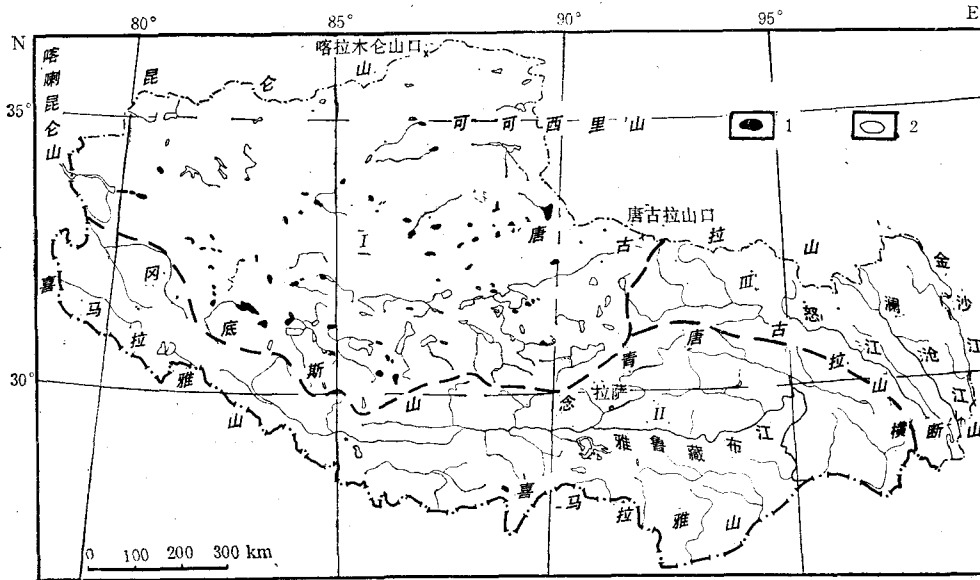 80° 85° 90° 95° E
N
喀喇昆仑山
昆仑山
喀拉木仑山口
35°
可可西里山
1
2
唐古拉山口
唐古拉山
I
III
冈底斯山
喜马拉雅山
金沙江
澜沧江
怒江
念青唐古拉山
30°
拉萨
II
雅鲁藏布江
横断山
喜马拉雅山
0 100 200 300 km